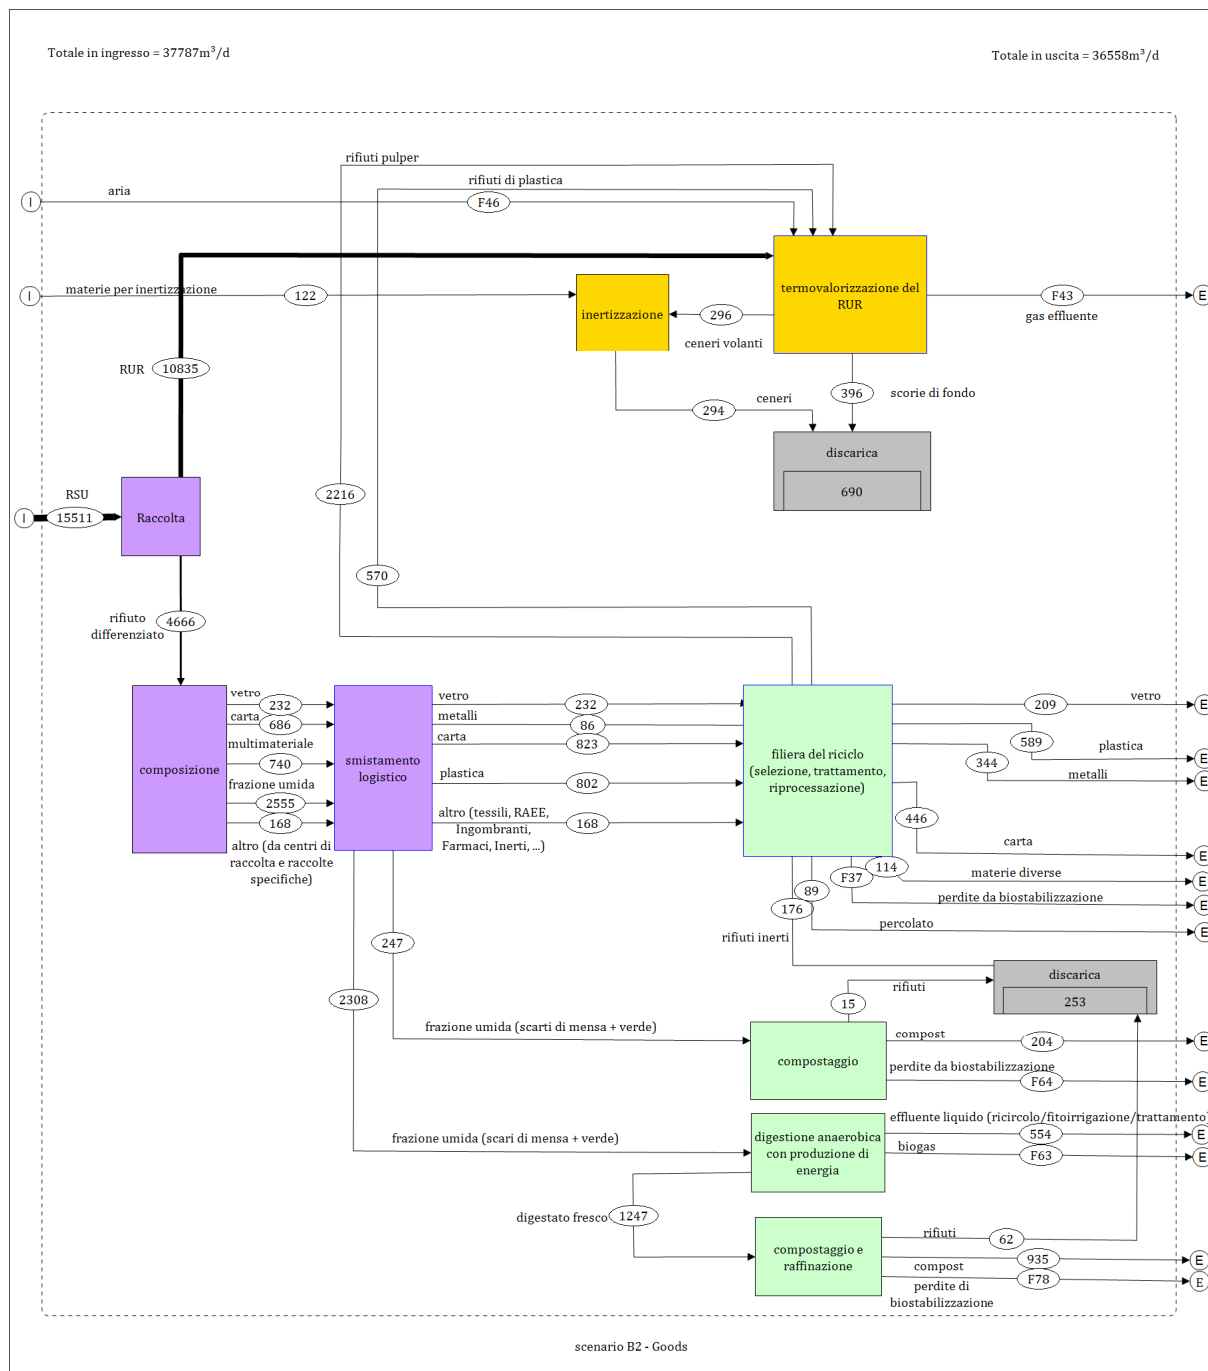 Totale in ingresso = 37787m³/d
Totale in uscita = 36558m³/d
rifiuti pulper
rifiuti di plastica
aria
I
F46
termovalorizzazione del
RUR
I
materie per inertizzazione
122
inertizzazione
296
ceneri volanti
F43
gas effluente
E
RUR
10835
396
scorie di fondo
ceneri
294
discarica
690
RSU
I
15511
Raccolta
2216
570
rifiuto
differenziato
4666
composizione
vetro
232
carta
686
multimateriale
740
frazione umida
2555
168
altro (da centri di
raccolta e raccolte
specifiche)
smistamento
logistico
vetro
232
metalli
86
carta
823
plastica
802
altro (tessili, RAEE,
Ingombranti,
Farmaci, Inerti, ...)
168
filiera del riciclo
(selezione, trattamento,
riprocessazione)
209
vetro
E
589
plastica
E
344
metalli
E
446
carta
E
114
materie diverse
E
F37
perdite da biostabilizzazione
E
89
percolato
E
176
rifiuti inerti
247
2308
discarica
253
rifiuti
15
frazione umida (scarti di mensa + verde)
compostaggio
compost
204
E
perdite da biostabilizzazione
F64
E
effluente liquido (ricircolo/fitoirrigazione/trattamento)
554
E
frazione umida (scari di mensa + verde)
digestione anaerobica
con produzione di
energia
biogas
F63
E
digestato fresco
1247
compostaggio e
raffinazione
rifiuti
62
935
compost
E
F78
perdite di
biostabilizzazione
E
scenario B2 - Goods